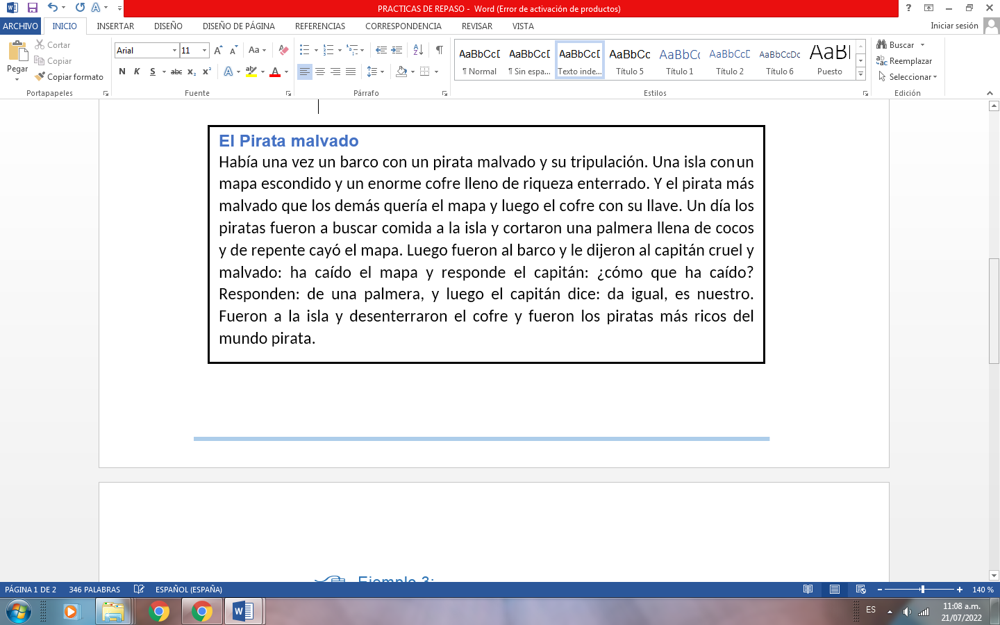 PRACTICAS DE REPASO - Word (Error de activación de productos)
ARCHIVO INICIO INSERTAR DISEÑO DISEÑO DE PÁGINA REFERENCIAS CORRESPONDENCIA REVISAR VISTA Iniciar sesión
Pegar
Cortar
Copiar
Copiar formato
Portapapeles
Arial 11
Aa
N K S abc x₂ x² A ab A
Fuente
Párrafo
AaBbCcD AaBbCcD AaBbCcD AaBbCc AaBbCc AaBbCcD AaBbCcDc AaBl
¶ Normal ¶ Sin espa... Texto inde... Título 5 Título 1 Título 2 Título 6 Puesto
Estilos
Buscar
Reemplazar
Seleccionar
Edición
El Pirata malvado
Había una vez un barco con un pirata malvado y su tripulación. Una isla con un
mapa escondido y un enorme cofre lleno de riqueza enterrado. Y el pirata más
malvado que los demás quería el mapa y luego el cofre con su llave. Un día los
piratas fueron a buscar comida a la isla y cortaron una palmera llena de cocos
y de repente cayó el mapa. Luego fueron al barco y le dijeron al capitán cruel y
malvado: ha caído el mapa y responde el capitán: ¿cómo que ha caído?
Responden: de una palmera, y luego el capitán dice: da igual, es nuestro.
Fueron a la isla y desenterraron el cofre y fueron los piratas más ricos del
mundo pirata.
Ejemplo 3:
PÁGINA 1 DE 2 346 PALABRAS ESPAÑOL (ESPAÑA) 140 %
ES 11:08 a.m.
21/07/2022